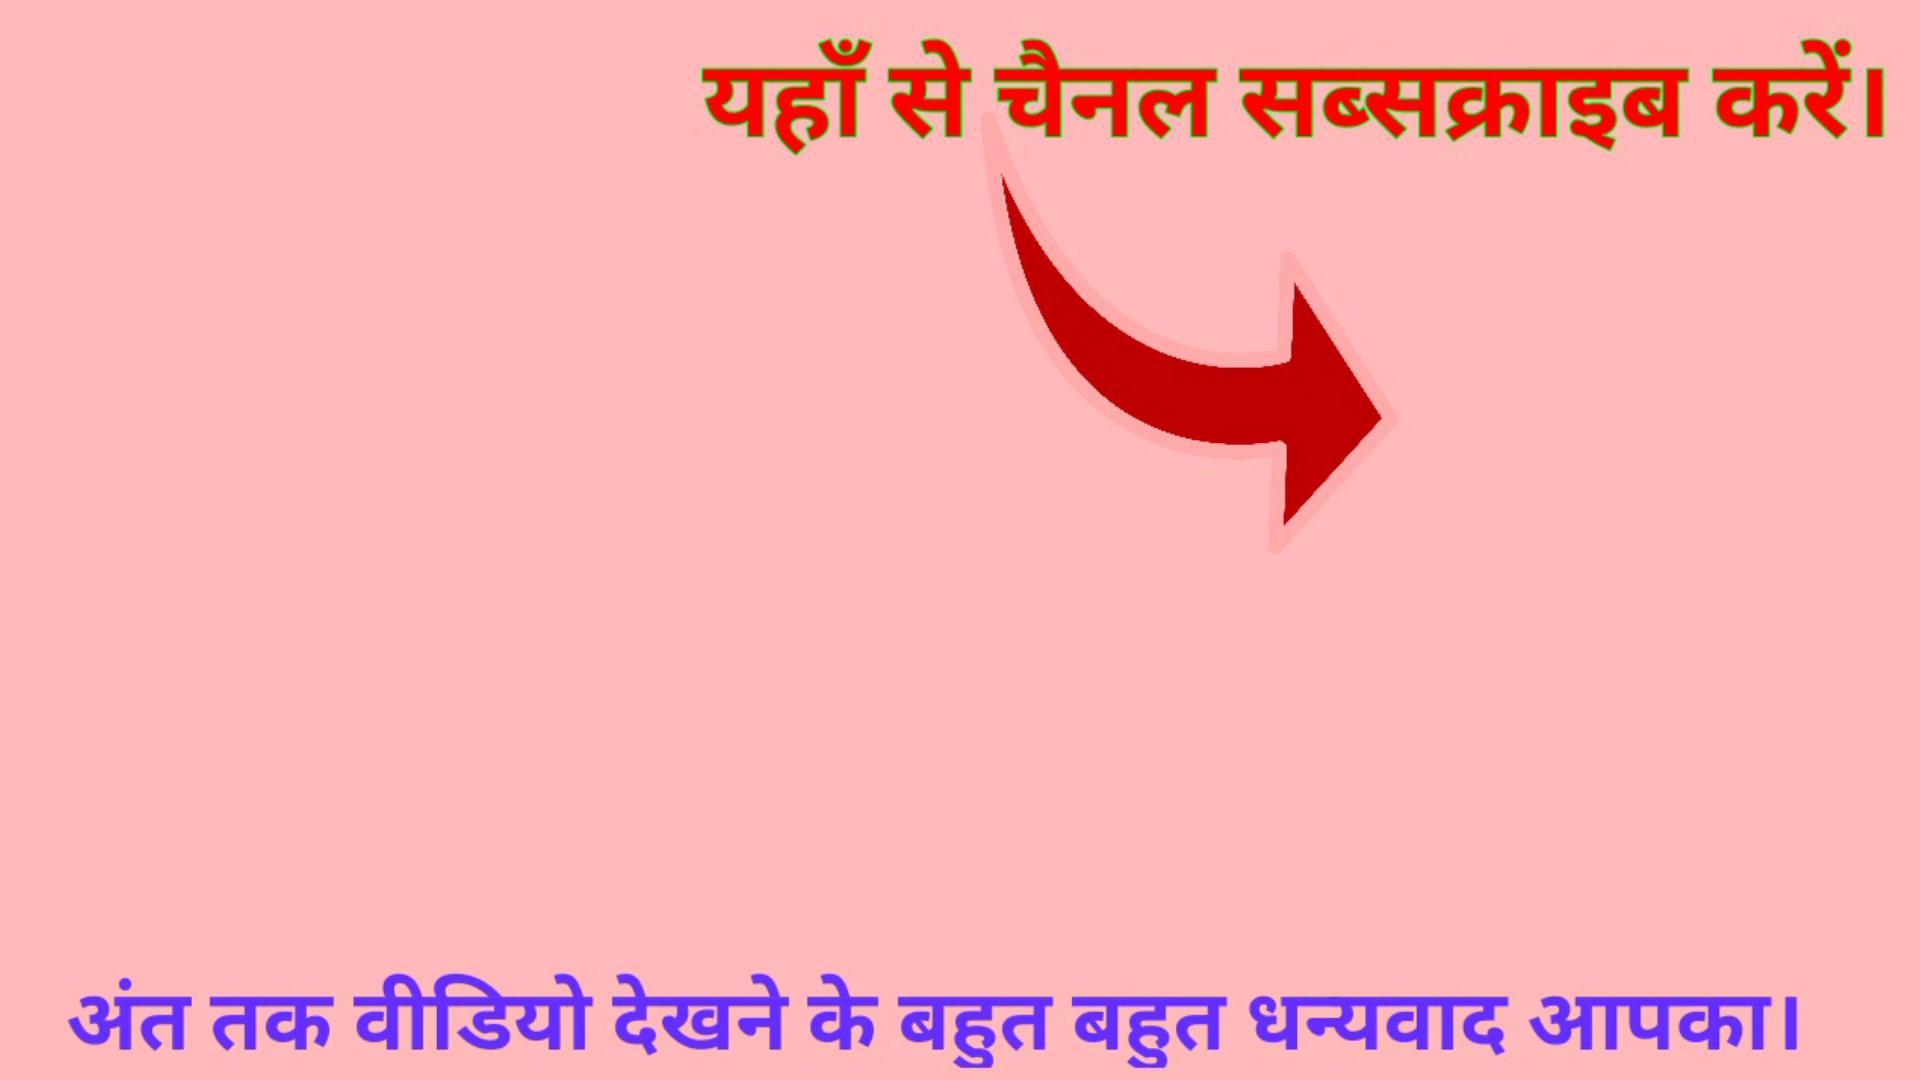 यहाँ से चैनल सब्सक्राइब करें।
अंत तक वीडियो देखने के बहुत बहुत धन्यवाद आपका।